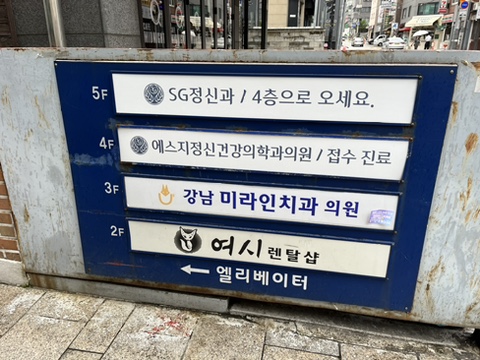 5F SG정신과 / 4층으로 오세요.
4F 에스지정신건강의학과의원 / 접수 진료
3F 강남 미라인치과 의원
2F 여시 렌탈샵
← 엘리베이터